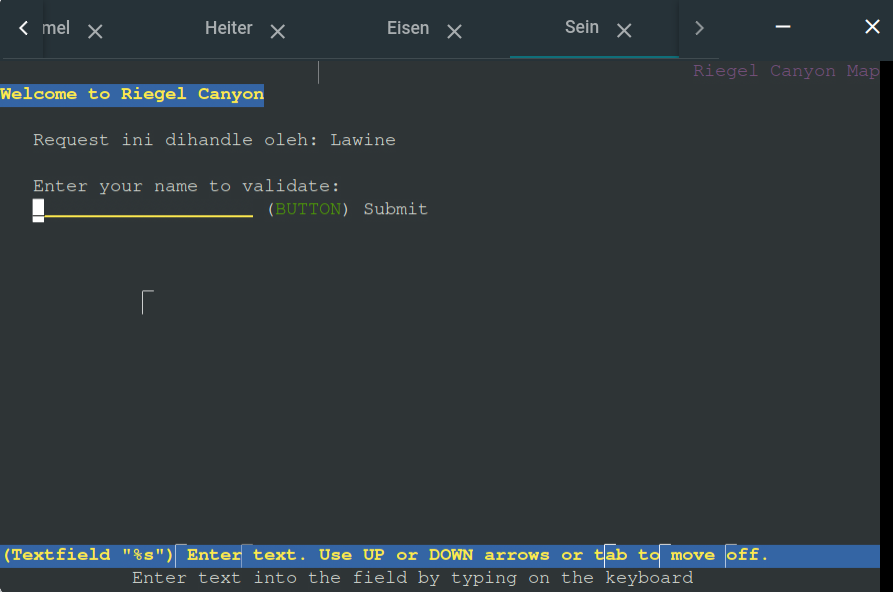 mel Heiter Eisen Sein
Riegel Canyon Map
Welcome to Riegel Canyon
Request ini dihandle oleh: Lawine
Enter your name to validate:
(BUTTON) Submit
(Textfield "%s") Enter text. Use UP or DOWN arrows or tab to move off.
Enter text into the field by typing on the keyboard